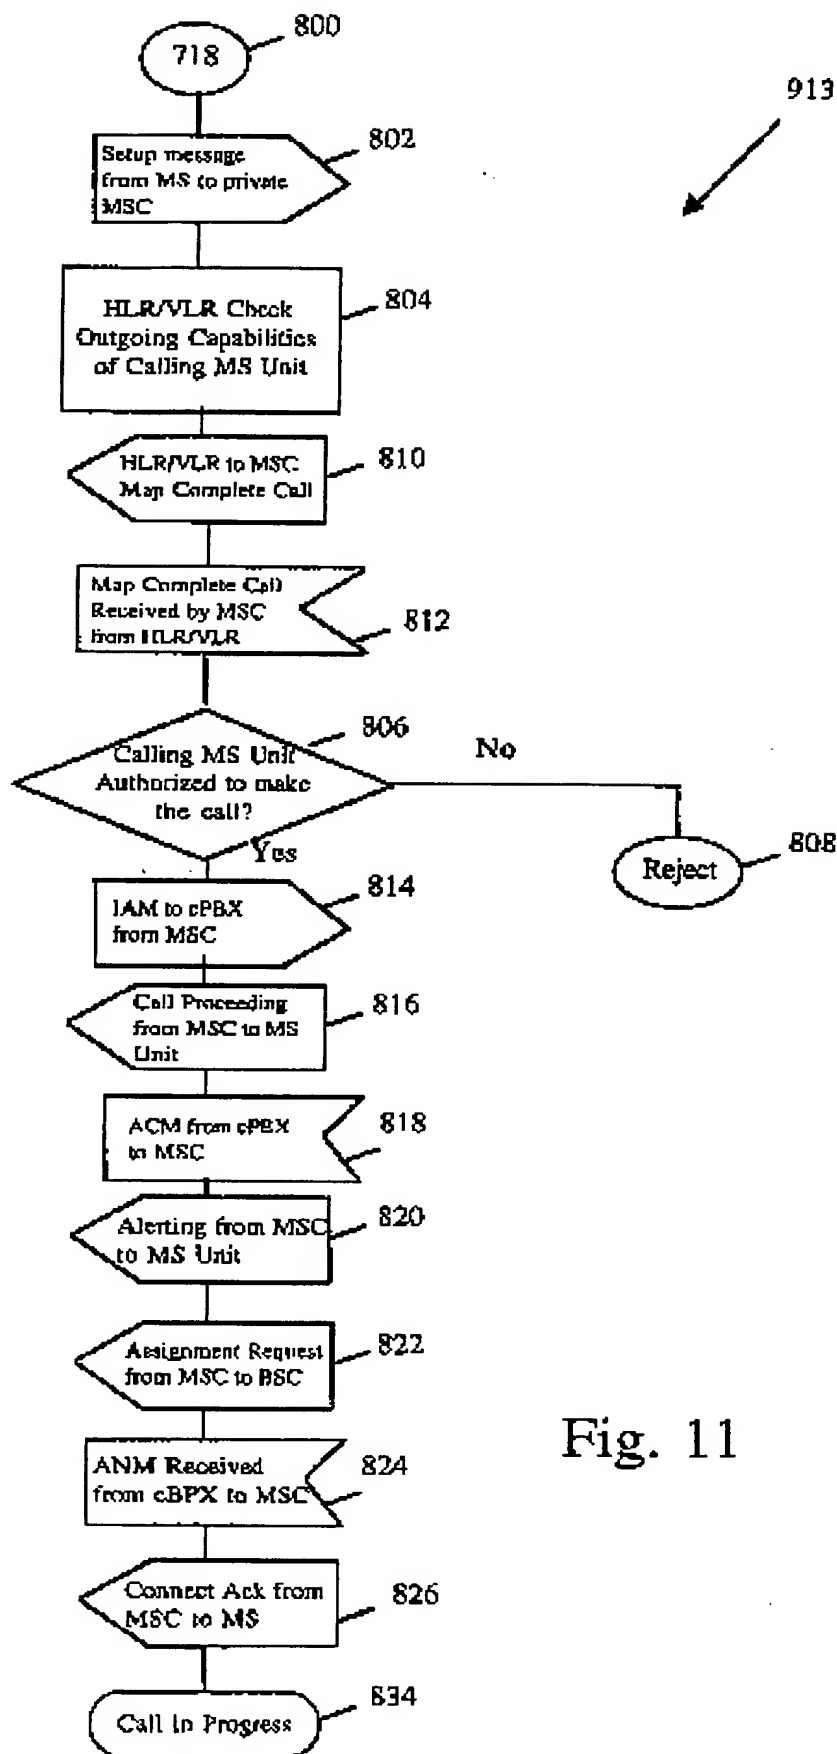 718
800
913
Setup message
from MS to private
MSC
802
HLR/VLR Check
Outgoing Capabilities
of Calling MS Unit
804
HLR/VLR to MSC
Map Complete Call
810
Map Complete Call
Received by MSC
from HLR/VLR
812
Calling MS Unit
Authorized to make
the call?
806
No
Yes
Reject
808
IAM to cPBX
from MSC
814
Call Proceeding
from MSC to MS
Unit
816
ACM from cPBX
to MSC
818
Alerting from MSC
to MS Unit
820
Assignment Request
from MSC to BSC
822
ANM Received
from cBPX to MSC
824
Connect Ack from
MSC to MS
826
Call in Progress
834
Fig. 11